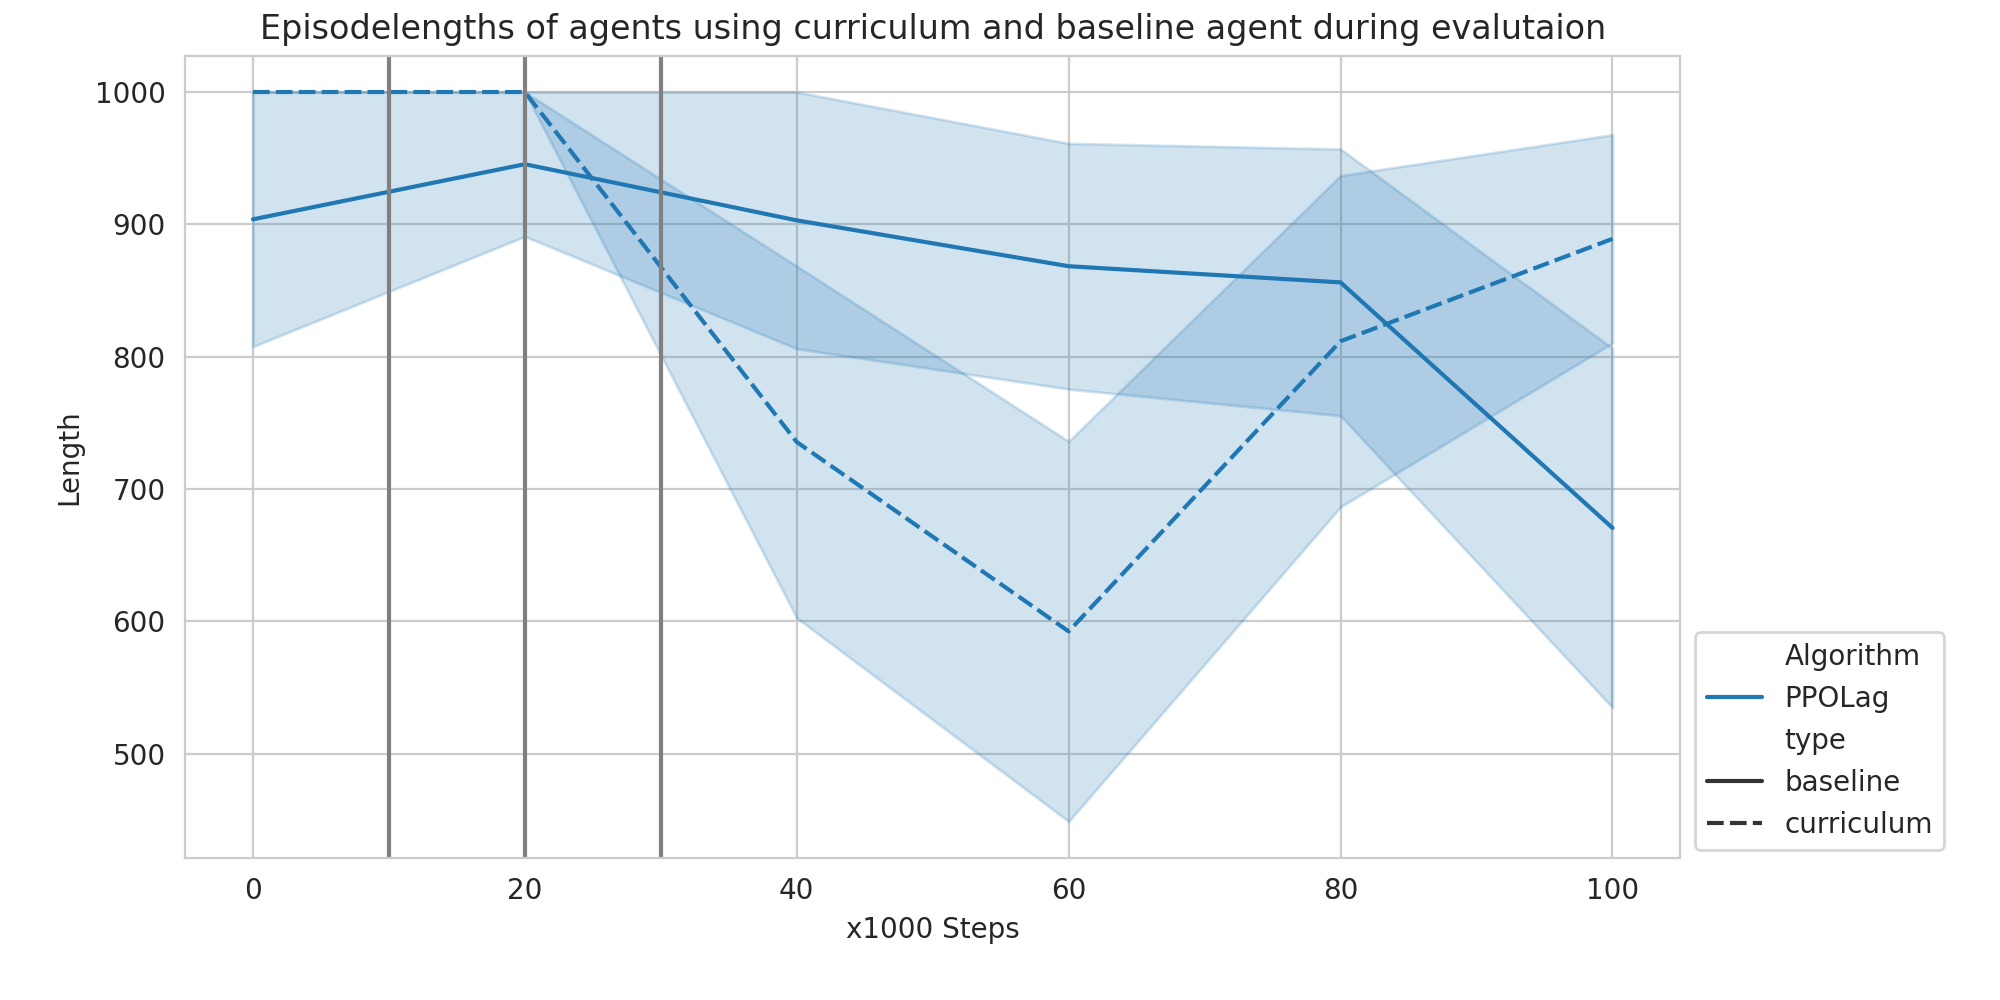 Episodelengths of agents using curriculum and baseline agent during evalutaion
1000
900
800
700
600
500
Length
0 20 40 60 80 100
x1000 Steps
Algorithm
PPOLag
type
baseline
curriculum